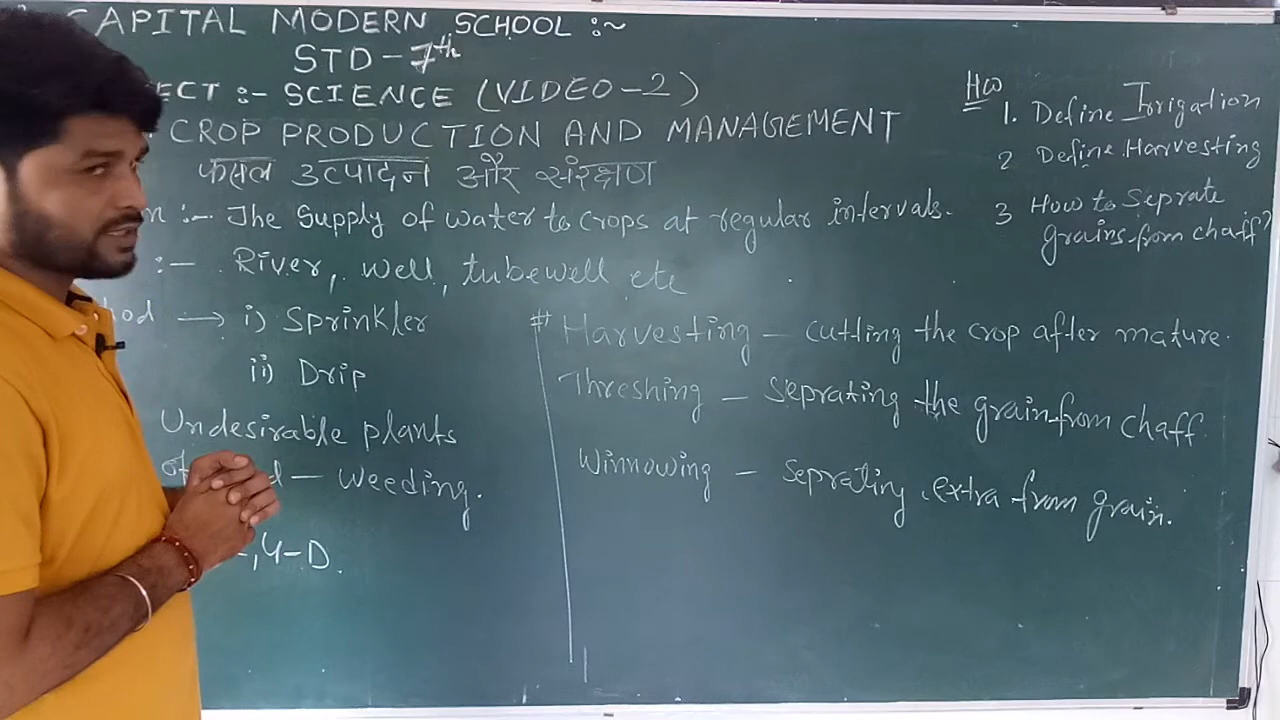 APITAL MODERN SCHOOL :~
STD - 7th
ECT :- SCIENCE (VIDEO-2)
CROP PRODUCTION AND MANAGEMENT
फसल उत्पादन और संरक्षण
n :- The Supply of water to crops at regular intervals.
:- River, well, tubewell etc
hod → i) Sprinkler
ii) Drip
Undesirable plants
of d — weeding.
,4-D.
# Harvesting — cutting the crop after mature.
Threshing — seprating the grain from chaff
Winnowing — Seprating extra from grain.
HW
1. Define Irrigation
2 Define Harvesting
3 How to Seprate
grains from chaff?